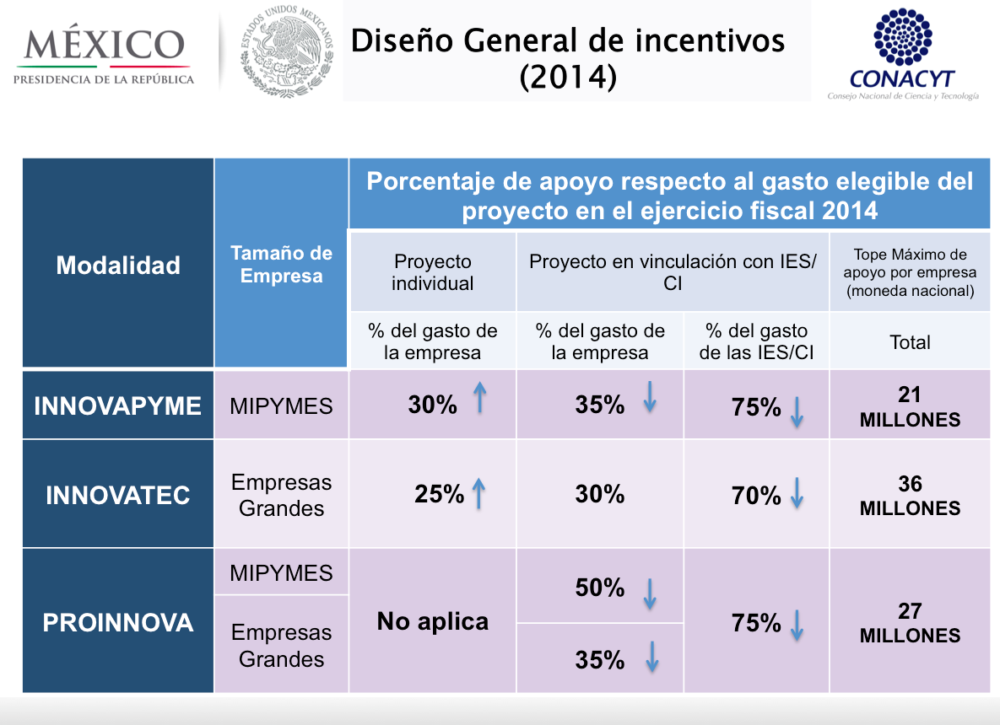 MÉXICO
PRESIDENCIA DE LA REPÚBLICA
ESTADOS UNIDOS MEXICANOS
Diseño General de incentivos
(2014)
CONACYT
Consejo Nacional de Ciencia y Tecnología
Modalidad
Tamaño de
Empresa
Porcentaje de apoyo respecto al gasto elegible del
proyecto en el ejercicio fiscal 2014
Proyecto
individual
Proyecto en vinculación con IES/
CI
Tope Máximo de
apoyo por empresa
(moneda nacional)
% del gasto de
la empresa
% del gasto de
la empresa
% del gasto
de las IES/CI
Total
INNOVAPYME
MIPYMES
30%
35%
75%
21
MILLONES
INNOVATEC
Empresas
Grandes
25%
30%
70%
36
MILLONES
PROINNOVA
MIPYMES
Empresas
Grandes
No aplica
50%
35%
75%
27
MILLONES